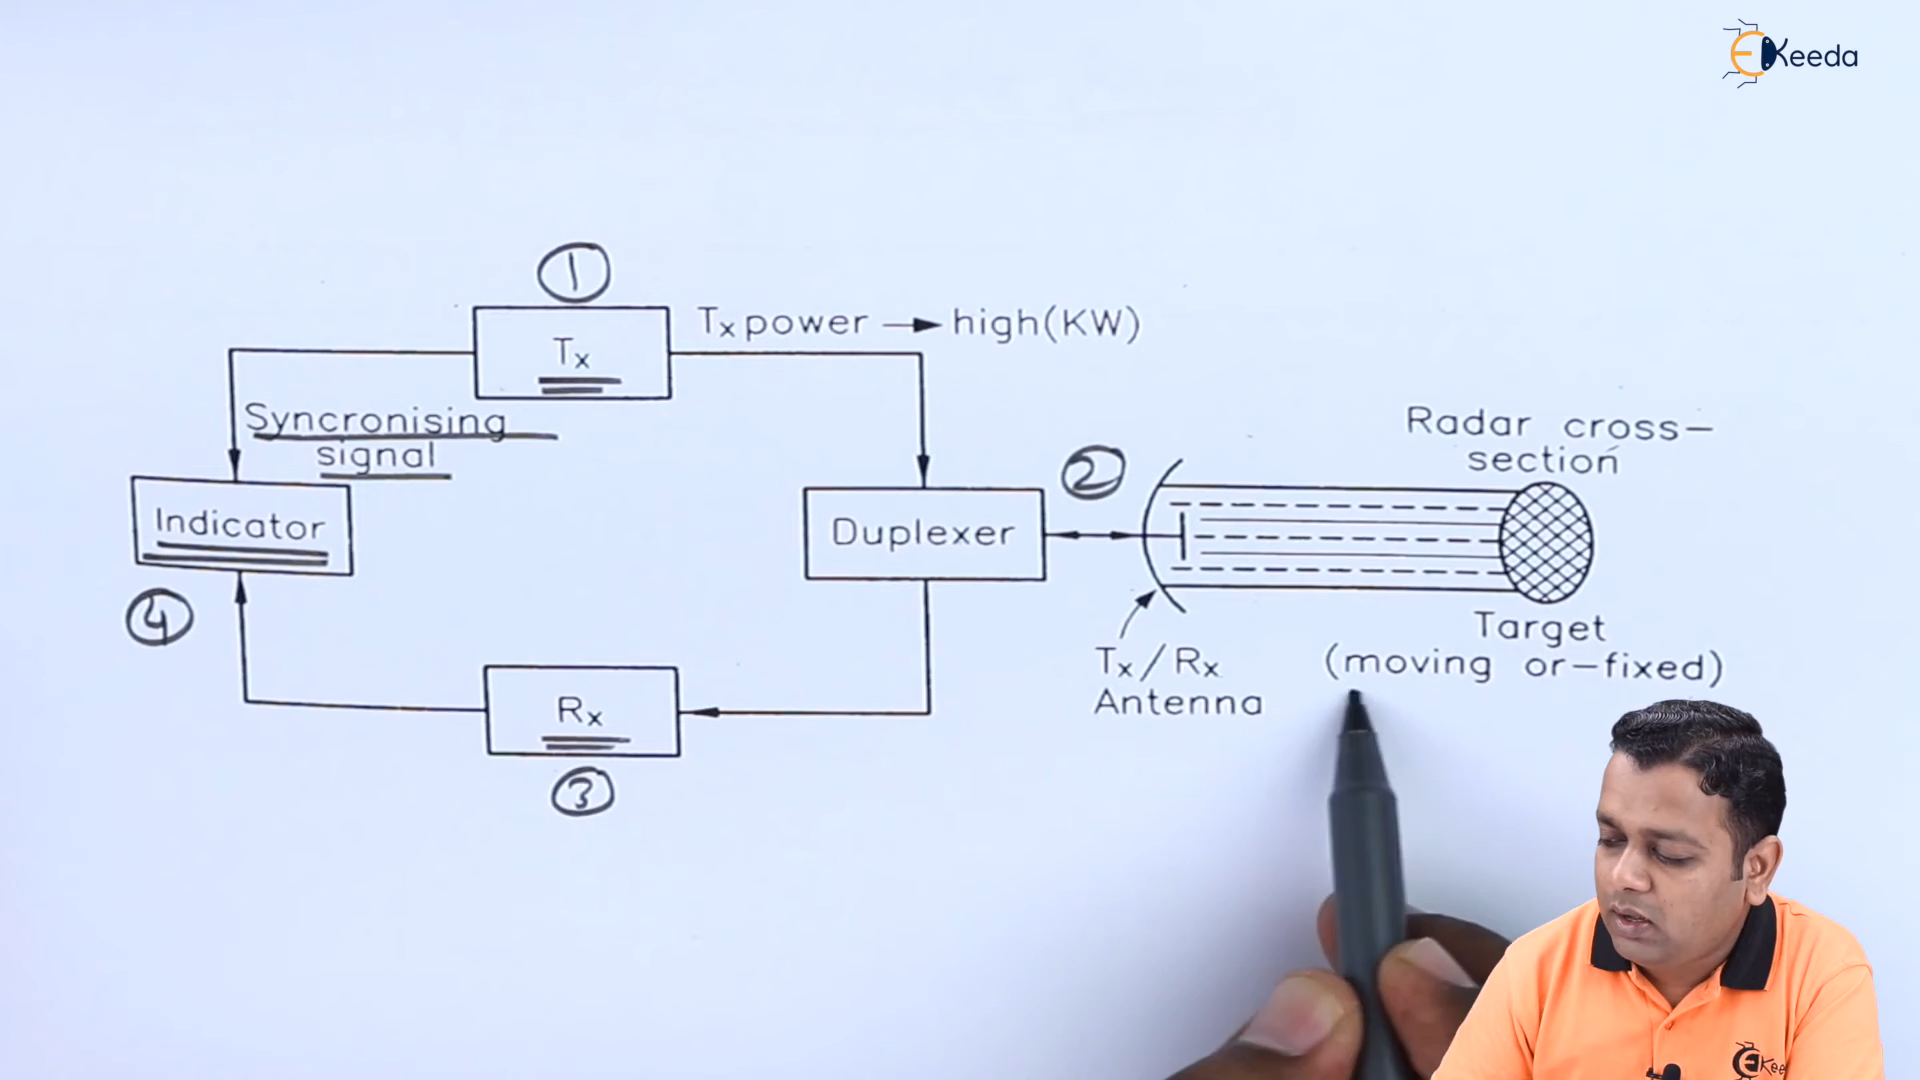 EKeeda
1
Tx
Tx power → high(KW)
Syncronising
signal
Indicator
4
Duplexer
2
Radar cross-
section
Target
(moving or-fixed)
Tx/Rx
Antenna
Rx
3